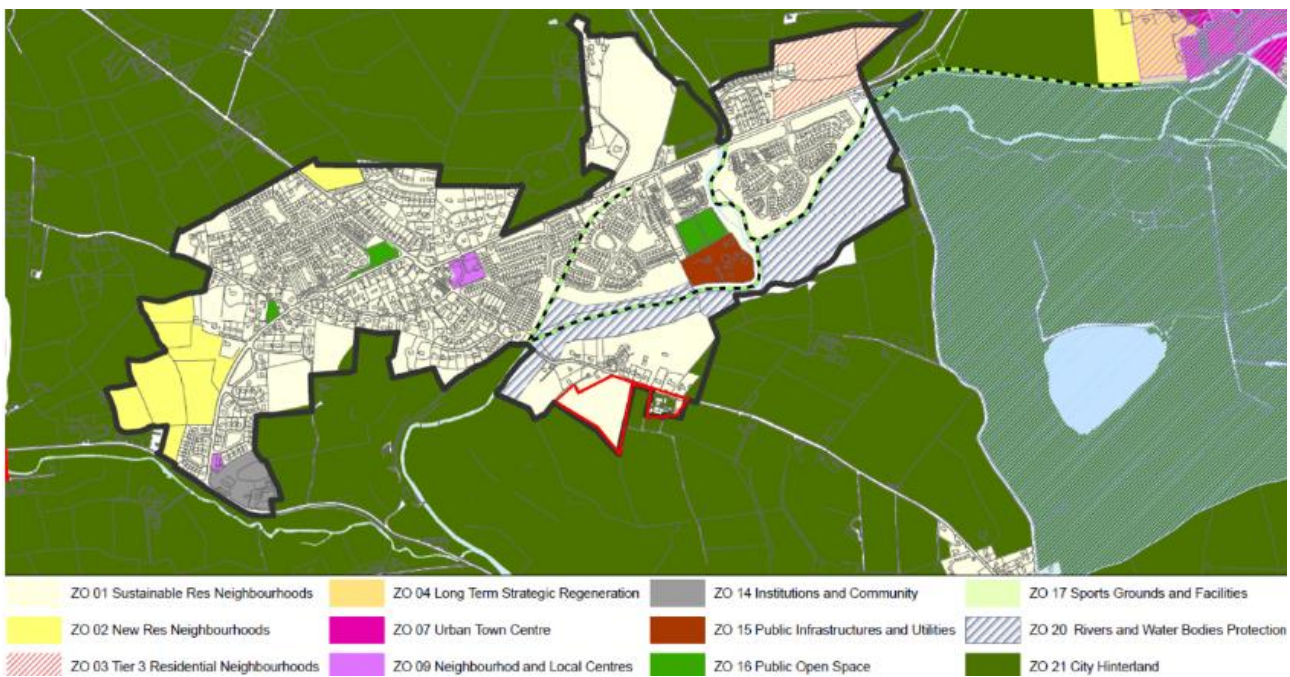 ZO 01 Sustainable Res Neighbourhoods
ZO 04 Long Term Strategic Regeneration
ZO 14 Institutions and Community
ZO 17 Sports Grounds and Facilities
ZO 02 New Res Neighbourhoods
ZO 07 Urban Town Centre
ZO 15 Public Infrastructures and Utilities
ZO 20 Rivers and Water Bodies Protection
ZO 03 Tier 3 Residential Neighbourhoods
ZO 09 Neighbourhod and Local Centres
ZO 16 Public Open Space
ZO 21 City Hinterland